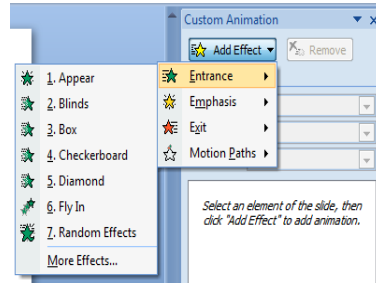 Custom Animation
Add Effect
Remove
Entrance
Emphasis
Exit
Motion Paths
1. Appear
2. Blinds
3. Box
4. Checkerboard
5. Diamond
6. Fly In
7. Random Effects
More Effects...
Select an element of the slide, then
click "Add Effect" to add animation.